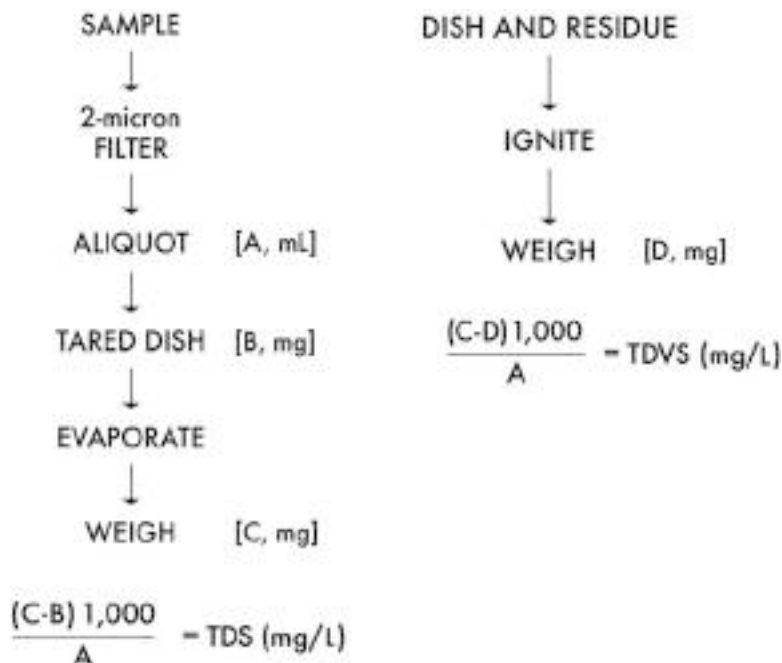 SAMPLE
2-micron
FILTER
ALIQUOT [A, mL]
TARED DISH [B, mg]
EVAPORATE
WEIGH [C, mg]
(C-B) 1,000
A
= TDS (mg/L)
DISH AND RESIDUE
IGNITE
WEIGH [D, mg]
(C-D) 1,000
A
= TDVS (mg/L)